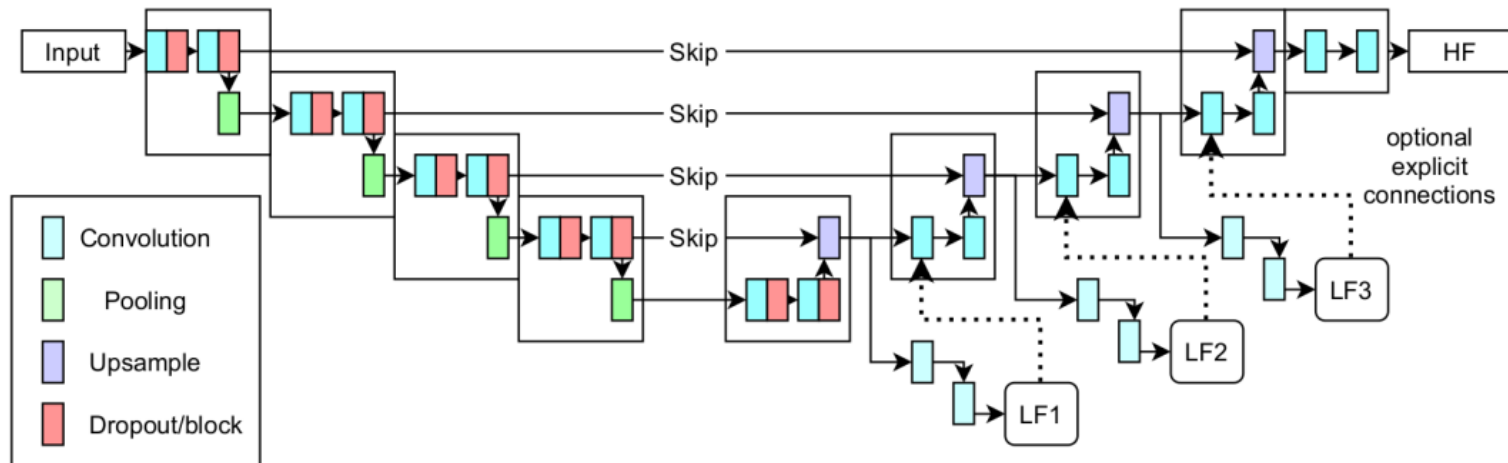 Input
Skip
HF
Skip
optional
explicit
connections
Skip
Skip
Convolution
Pooling
Upsample
Dropout/block
LF3
LF2
LF1